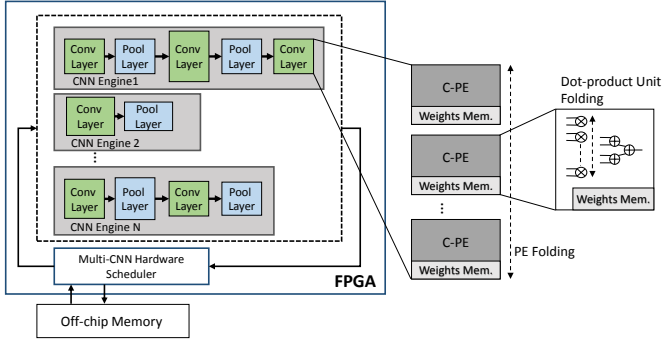 Conv
Layer
Pool
Layer
Conv
Layer
Pool
Layer
Conv
Layer
CNN Engine1
Conv
Layer
Pool
Layer
CNN Engine 2
...
Conv
Layer
Pool
Layer
Conv
Layer
Pool
Layer
CNN Engine N
Multi-CNN Hardware
Scheduler
FPGA
Off-chip Memory
C-PE
Weights Mem.
C-PE
Weights Mem.
...
C-PE
Weights Mem.
PE Folding
Dot-product Unit
Folding
Weights Mem.